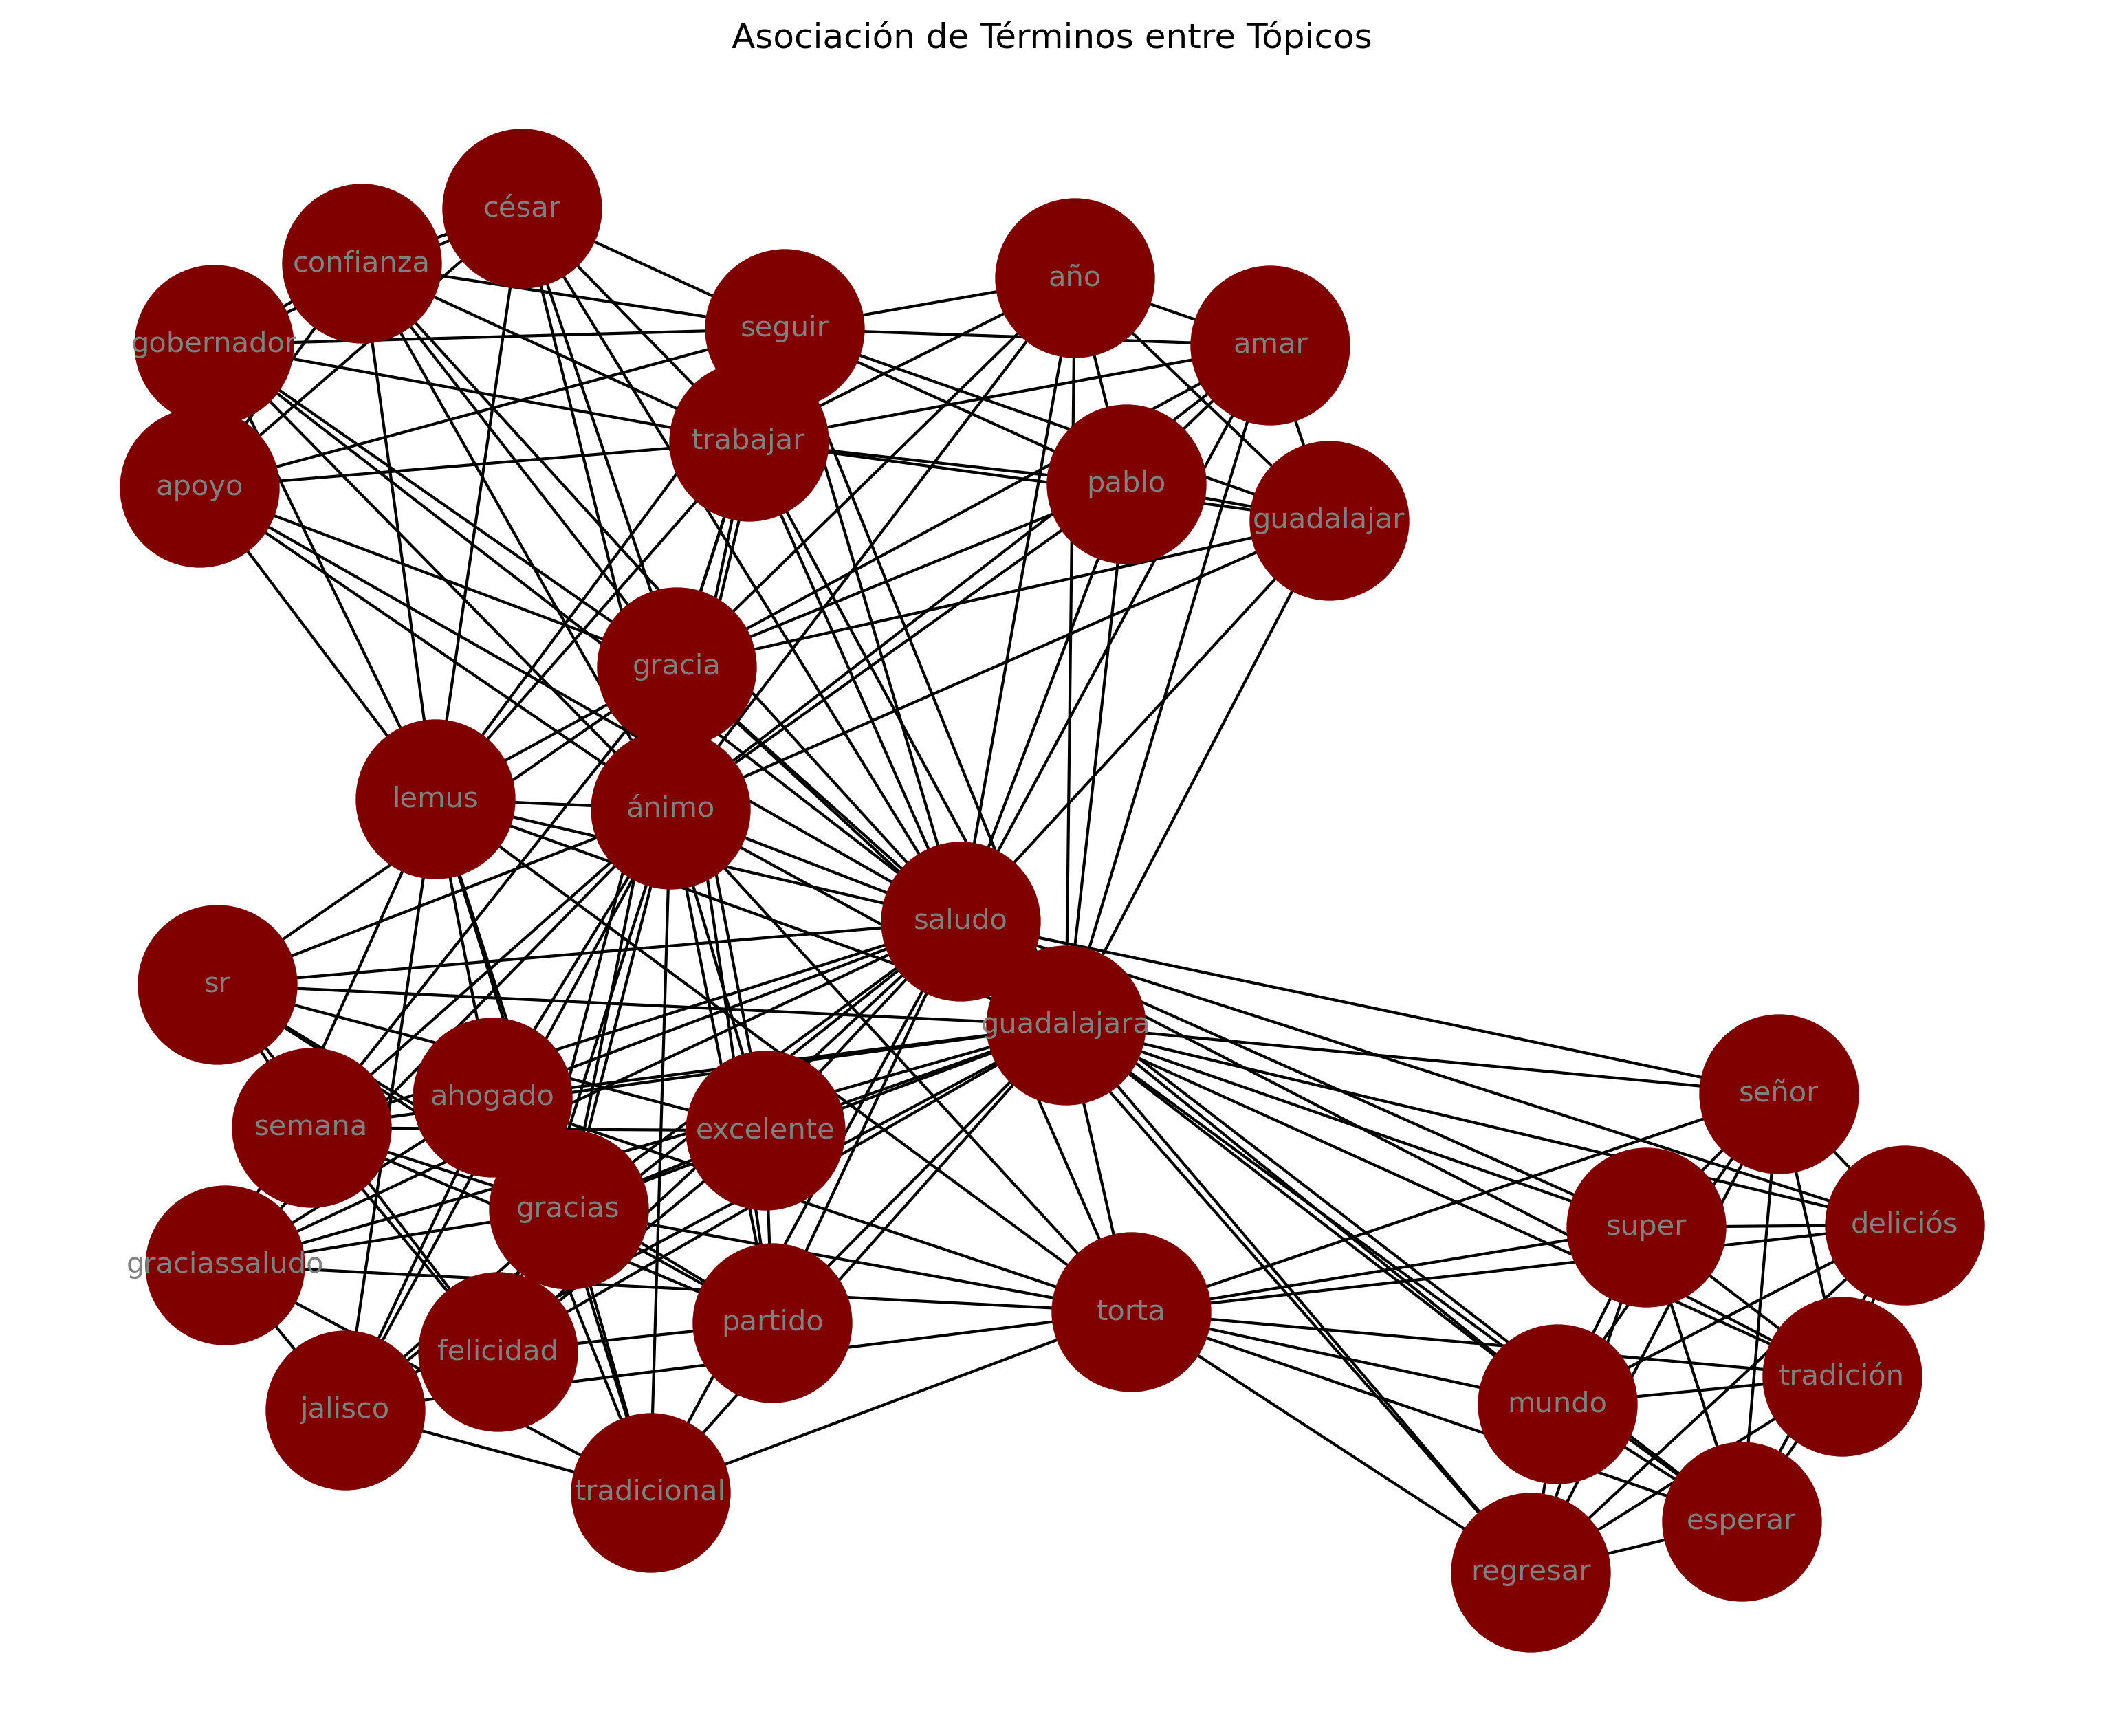 Asociación de Términos entre Tópicos
césar
confianza
año
seguir
gobernador
amar
trabajar
apoyo
pablo
guadalajar
gracia
lemus
ánimo
saludo
sr
guadalajara
señor
ahogado
semana
excelente
gracias
super
deliciós
graciassaludo
torta
partido
felicidad
tradición
jalisco
mundo
tradicional
esperar
regresar